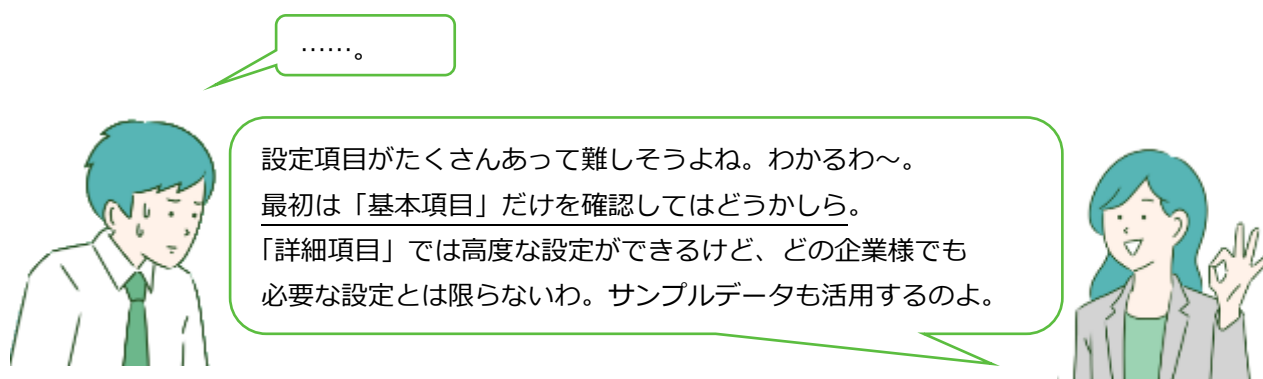 ……。
設定項目がたくさんあって難しそうよね。わかるわ～。
最初は「基本項目」だけを確認してはどうかしら。
「詳細項目」では高度な設定ができるけど、どの企業様でも
必要な設定とは限らないわ。サンプルデータも活用するのよ。